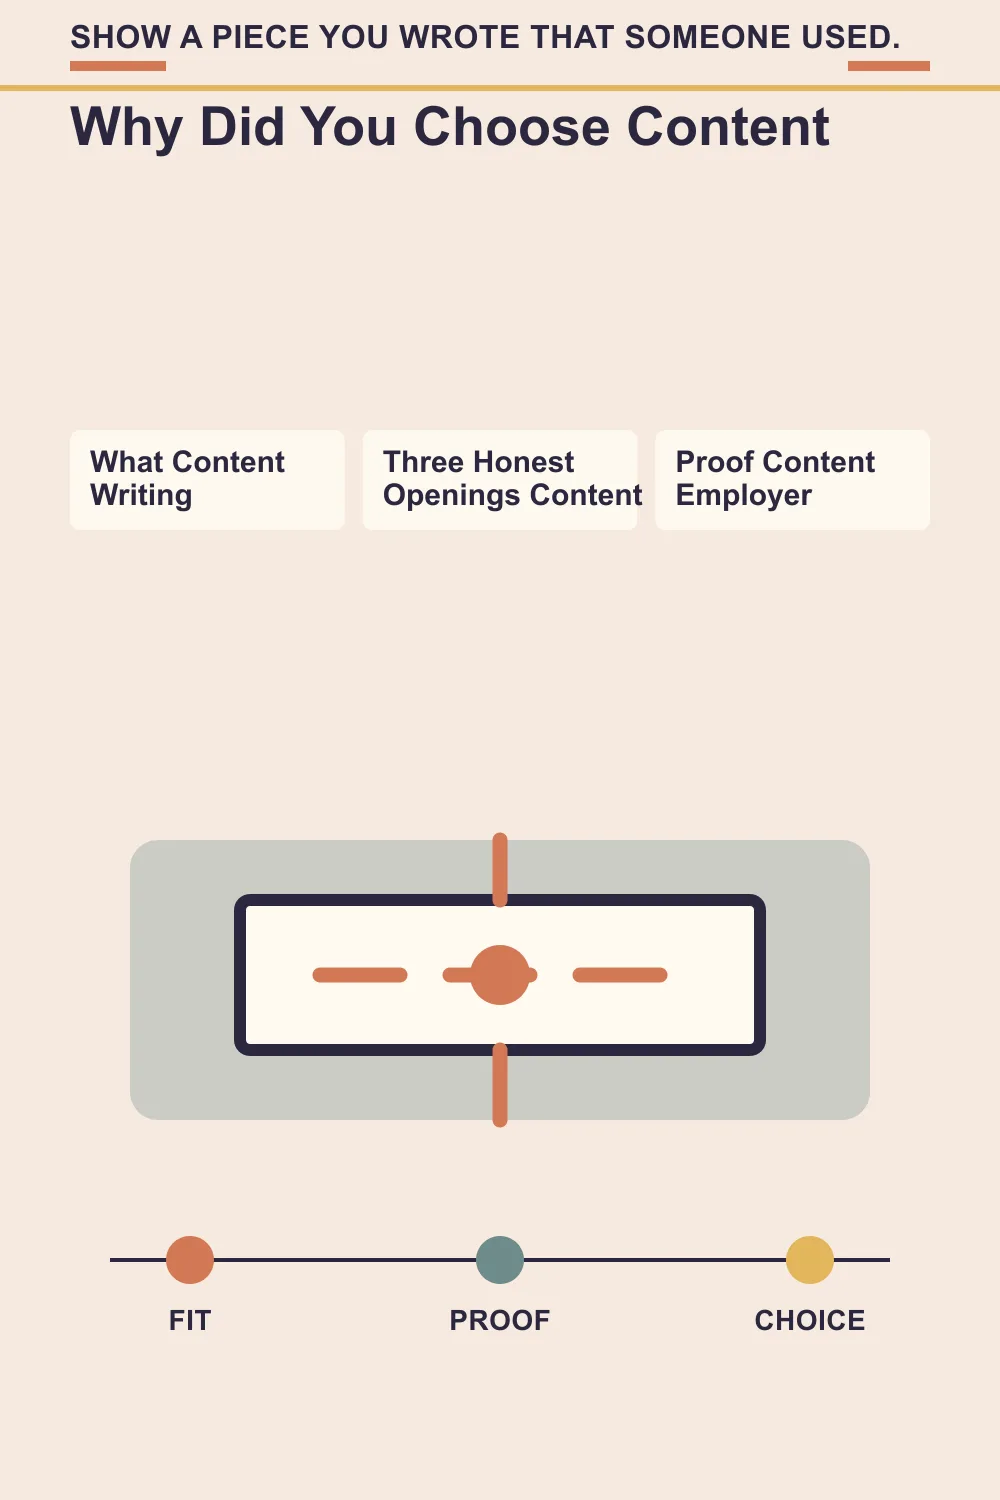 SHOW A PIECE YOU WROTE THAT SOMEONE USED.
Why Did You Choose Content
What Content
Writing
Three Honest
Openings Content
Proof Content
Employer
FIT
PROOF
CHOICE